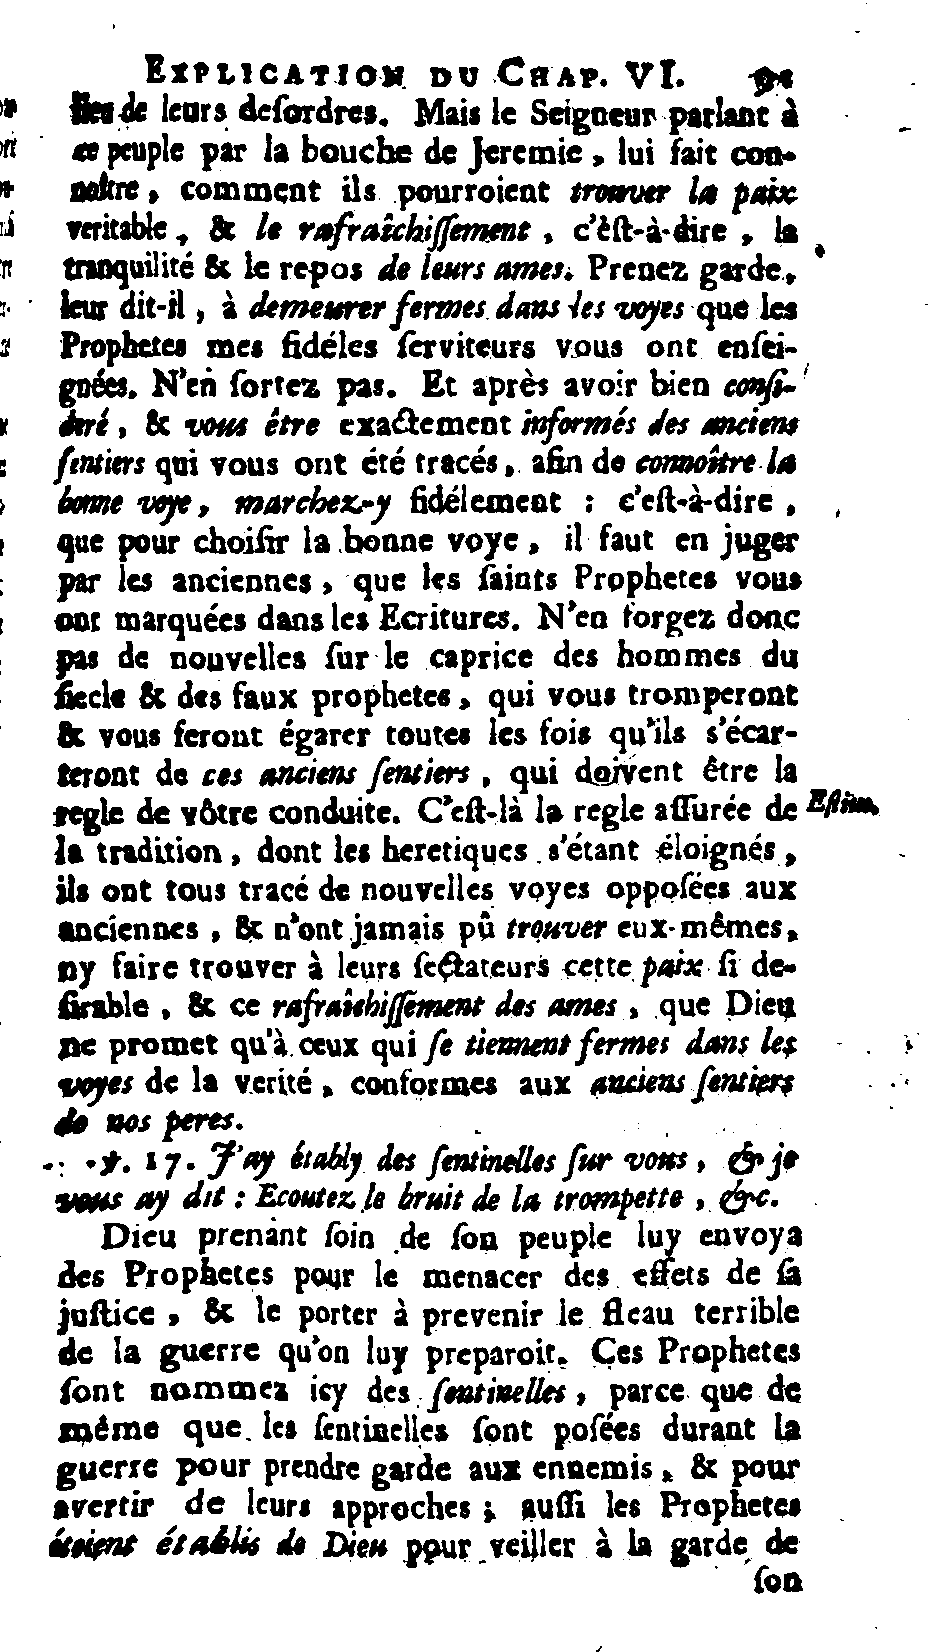 EXPLICATION DU CHAP. VI. 91
de leurs desordres. Mais le Seigneur parlant à
ce peuple par la bouche de Jeremie, lui fait con-
noître, comment ils pourroient trouver la paix
veritable, & le rafraîchiſſement, c'èſt-à-dire, la
tranquilité & le repos de leurs ames. Prenez garde,
leur dit-il, à demeurer fermes dans les voyes que les
Prophetes mes fidéles ſerviteurs vous ont enſei-
gnées. N'en ſortez pas. Et après avoir bien conſi-
deré, & vous être exactement informés des anciens
ſentiers qui vous ont été tracés, afin de connoître la
bonne voye, marchez-y fidélement : c'eſt-à-dire,
que pour choiſir la bonne voye, il faut en juger
par les anciennes, que les ſaints Prophetes vous
ont marquées dans les Ecritures. N'en forgez donc
pas de nouvelles ſur le caprice des hommes du
ſiecle & des faux prophetes, qui vous tromperont
& vous feront égarer toutes les fois qu'ils s'écar-
teront de ces anciens ſentiers, qui doivent être la
regle de vôtre conduite. C'eſt-là la regle aſſurée de Eſtius.
la tradition, dont les heretiques s'étant éloignés,
ils ont tous tracé de nouvelles voyes oppoſées aux
anciennes, & n'ont jamais pû trouver eux-mêmes,
ny faire trouver à leurs ſectateurs cette paix ſi de-
ſirable, & ce rafraîchiſſement des ames, que Dieu
ne promet qu'à ceux qui ſe tiennent fermes dans les
voyes de la verité, conformes aux anciens ſentiers
de nos peres.
℣. 17. J'ay établi des ſentinelles ſur vous, & je
vous ay dit : Ecoutez le bruit de la trompette, &c.
Dieu prenant ſoin de ſon peuple luy envoya
des Prophetes pour le menacer des effets de ſa
juſtice, & le porter à prevenir le fleau terrible
de la guerre qu'on luy preparoit. Ces Prophetes
ſont nommez icy des ſentinelles, parce que de
même que les ſentinelles ſont poſées durant la
guerre pour prendre garde aux ennemis, & pour
avertir de leurs approches ; auſſi les Prophetes
étoient établis de Dieu pour veiller à la garde de
ſon